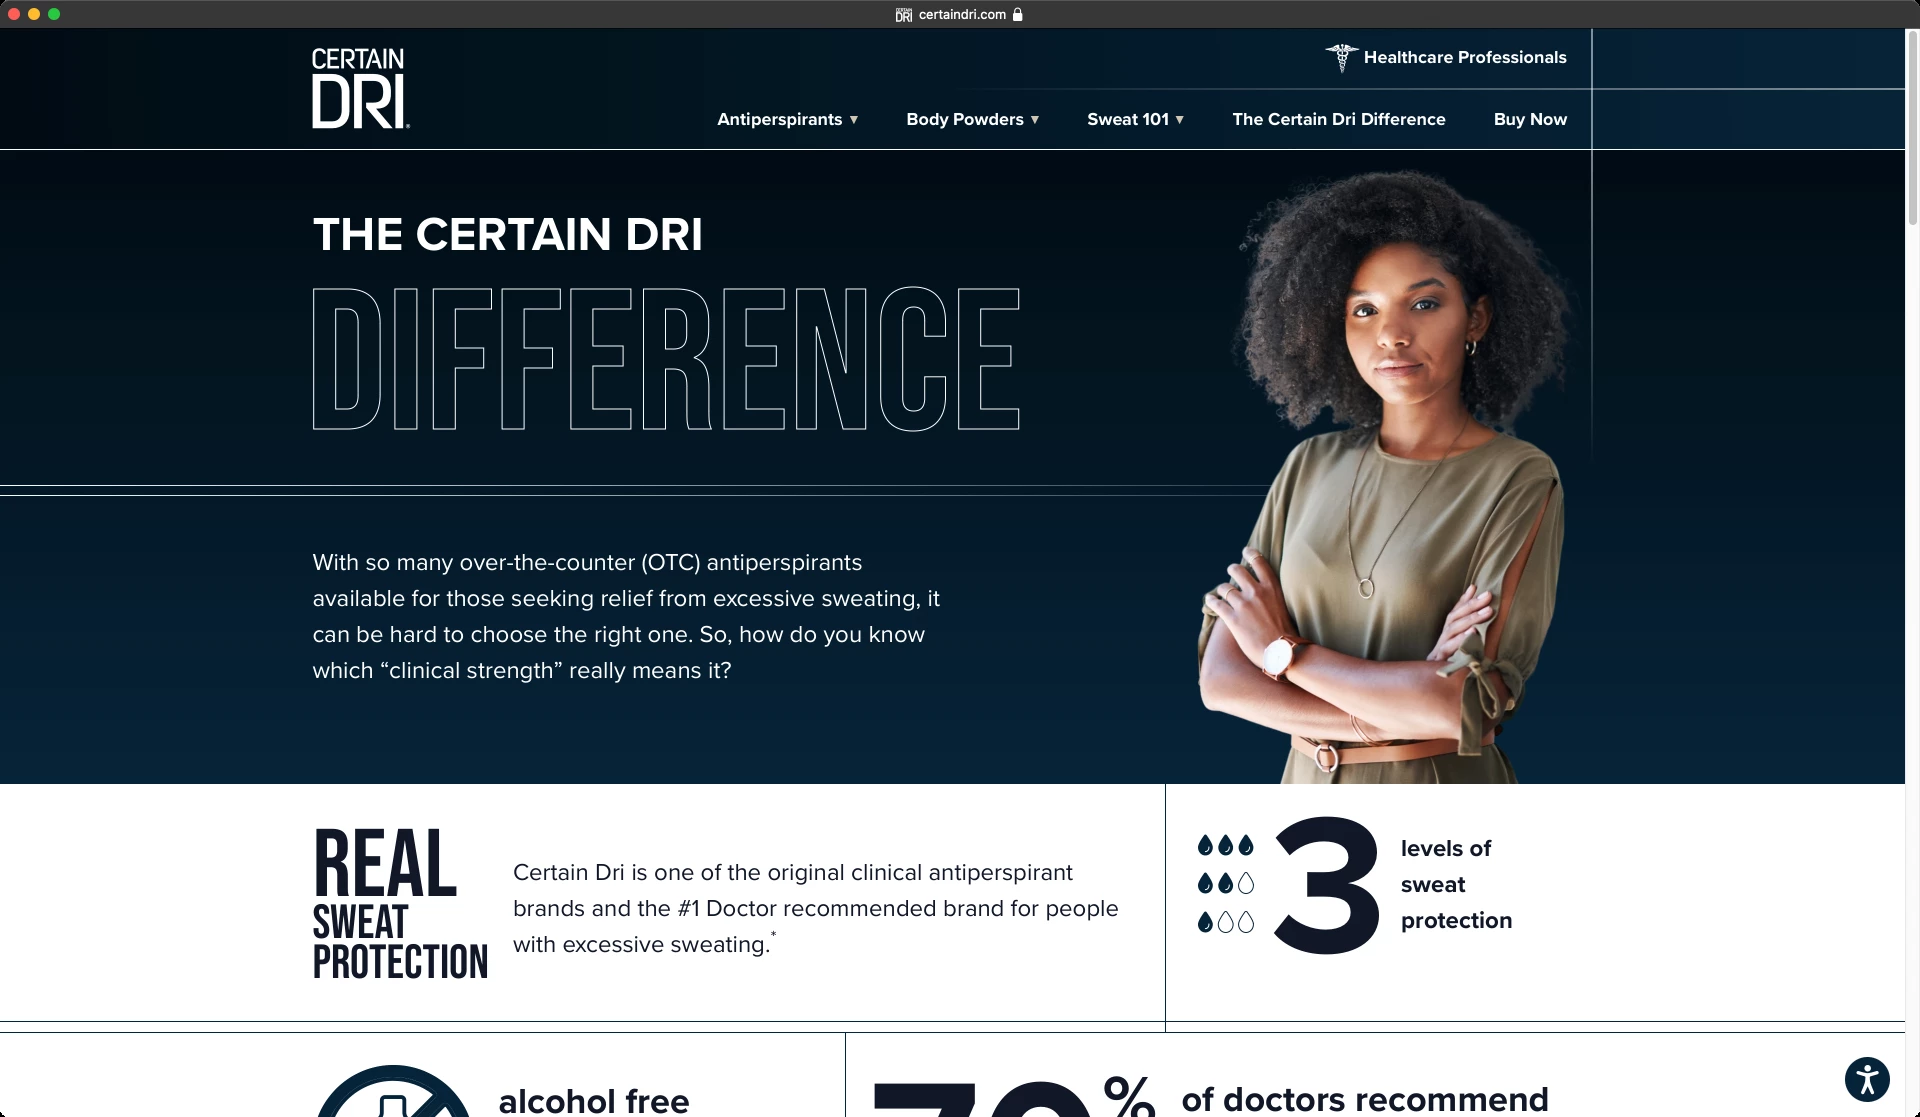 CERTAIN DRI certaindri.com
CERTAIN
DRI
Healthcare Professionals
Antiperspirants ▼ Body Powders ▼ Sweat 101 ▼ The Certain Dri Difference Buy Now
THE CERTAIN DRI
DIFFERENCE
With so many over-the-counter (OTC) antiperspirants
available for those seeking relief from excessive sweating, it
can be hard to choose the right one. So, how do you know
which “clinical strength” really means it?
REAL
SWEAT
PROTECTION
Certain Dri is one of the original clinical antiperspirant
brands and the #1 Doctor recommended brand for people
with excessive sweating.*
3
levels of
sweat
protection
alcohol free
% of doctors recommend